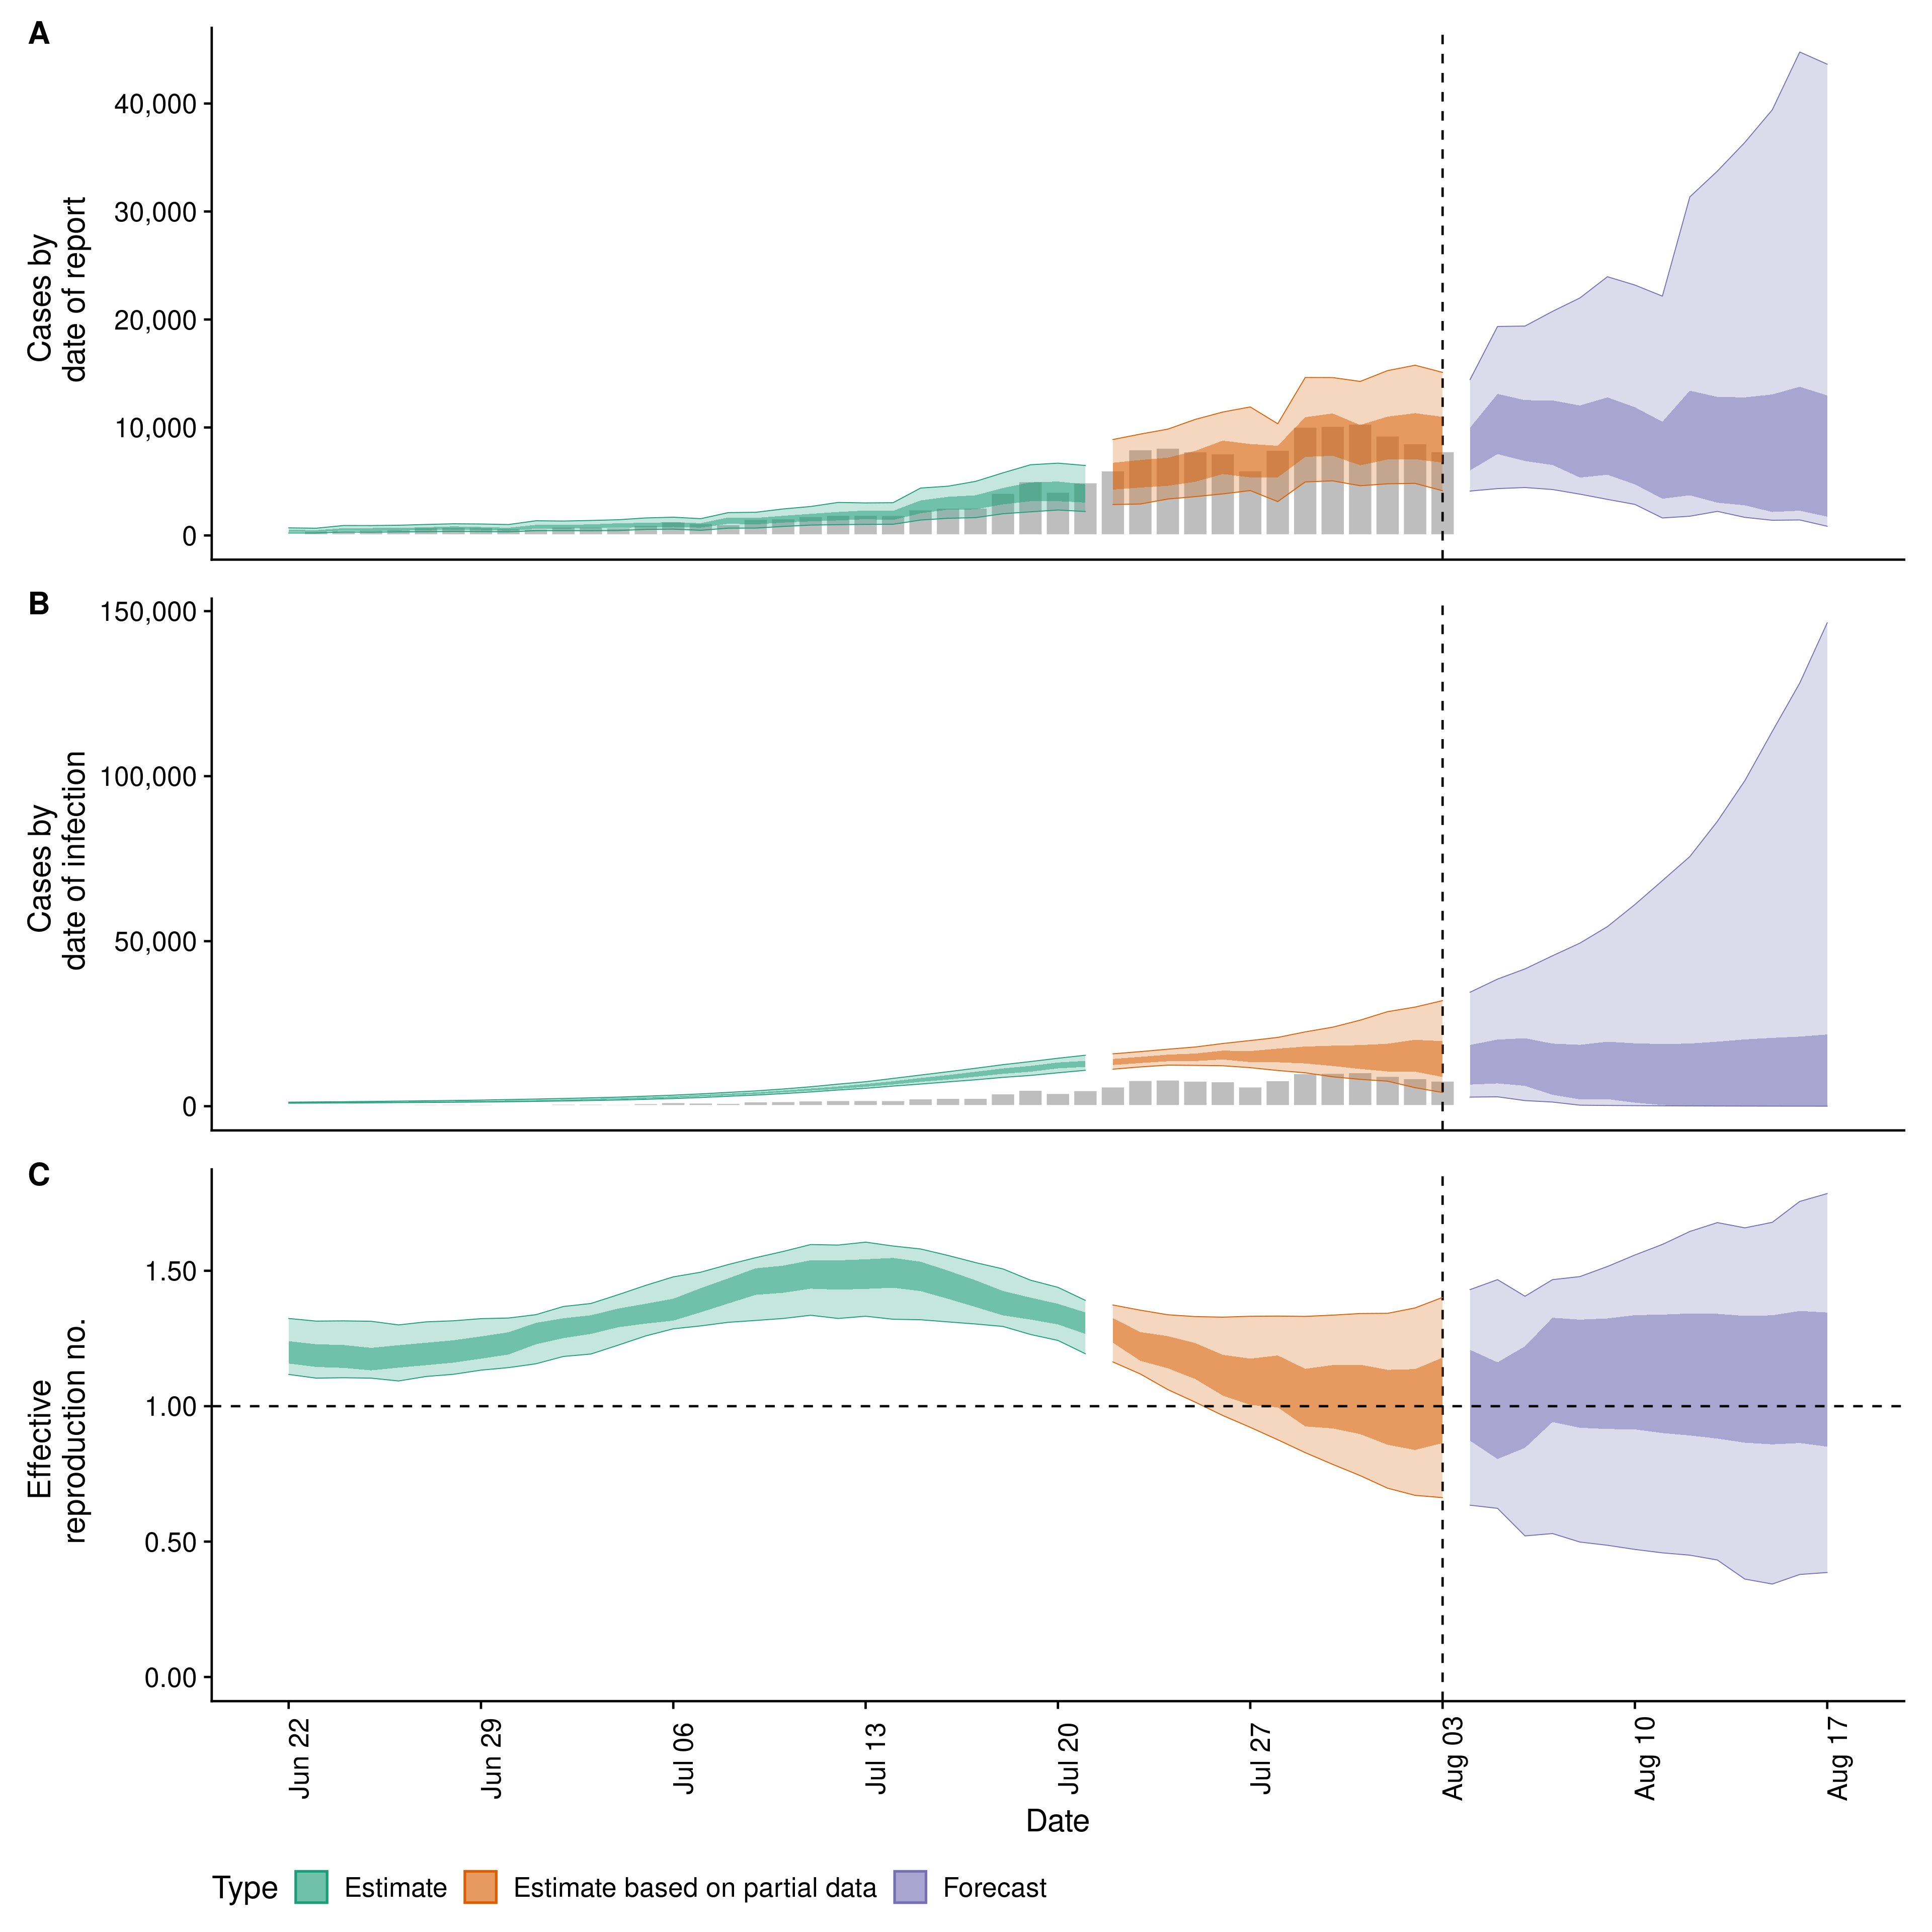 A
Cases by
date of report
40,000
30,000
20,000
10,000
0
B
Cases by
date of infection
150,000
100,000
50,000
0
C
Effective
reproduction no.
1.50
1.00
0.50
0.00
Jun 22
Jun 29
Jul 06
Jul 13
Jul 20
Jul 27
Aug 03
Aug 10
Aug 17
Date
Type Estimate Estimate based on partial data Forecast